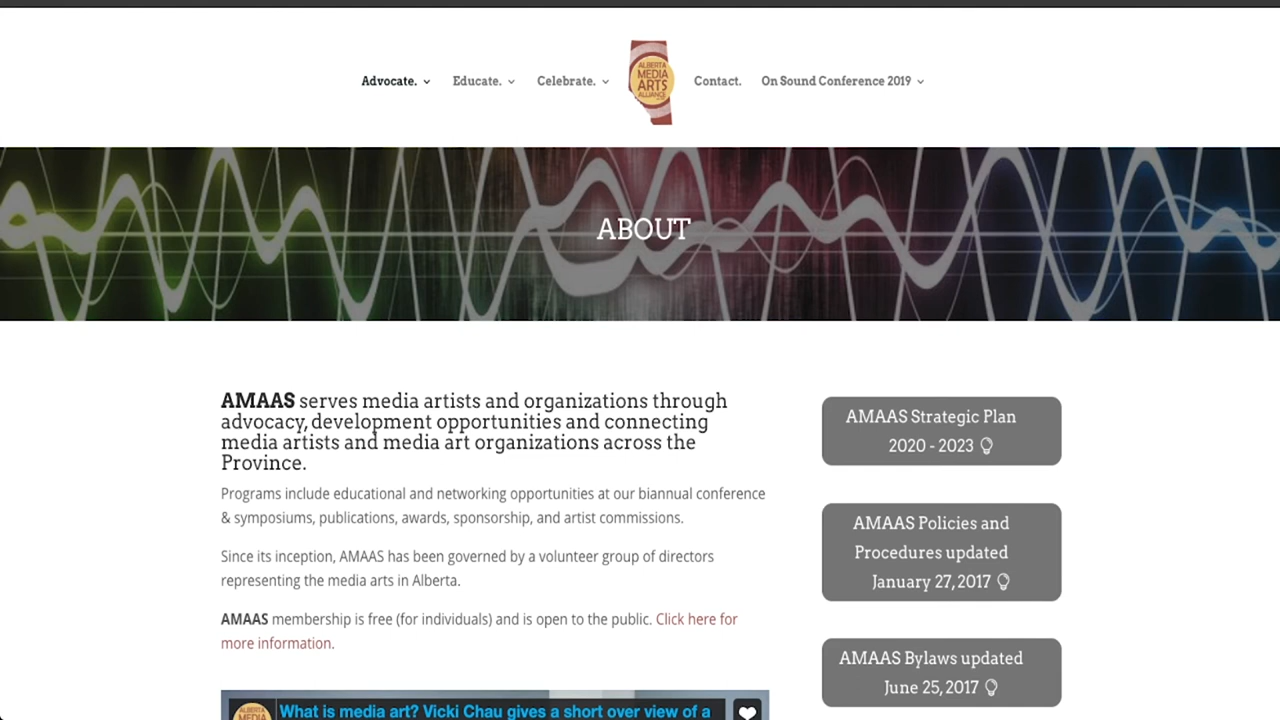 Advocate. Educate. Celebrate. ALBERTA MEDIA ARTS ALLIANCE Contact. On Sound Conference 2019
ABOUT
AMAAS serves media artists and organizations through
advocacy, development opportunities and connecting
media artists and media art organizations across the
Province.
Programs include educational and networking opportunities at our biannual conference
& symposiums, publications, awards, sponsorship, and artist commissions.
Since its inception, AMAAS has been governed by a volunteer group of directors
representing the media arts in Alberta.
AMAAS membership is free (for individuals) and is open to the public. Click here for
more information.
ALBERTA
MEDIA
What is media art? Vicki Chau gives a short over view of a
AMAAS Strategic Plan
2020 - 2023
AMAAS Policies and
Procedures updated
January 27, 2017
AMAAS Bylaws updated
June 25, 2017